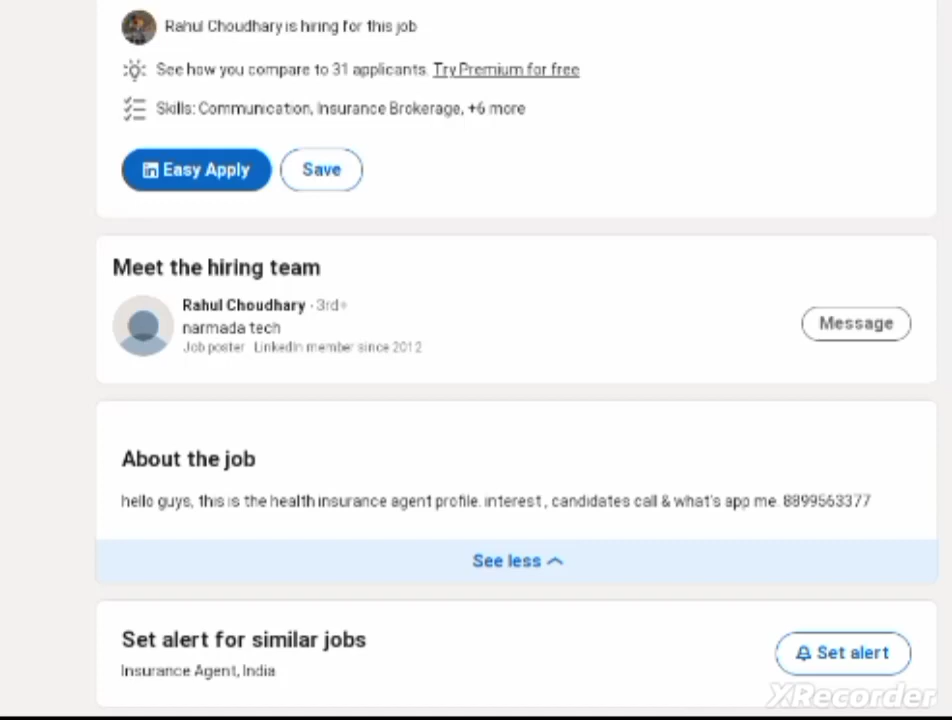 Rahul Choudhary is hiring for this job
See how you compare to 31 applicants. Try Premium for free
Skills: Communication, Insurance Brokerage, +6 more
Easy Apply
Save
Meet the hiring team
Rahul Choudhary · 3rd+
narmada tech
Job poster LinkedIn member since 2012
Message
About the job
hello guys, this is the health insurance agent profile. interest , candidates call & what's app me. 8899563377
See less
Set alert for similar jobs
Insurance Agent, India
Set alert
XRecorder